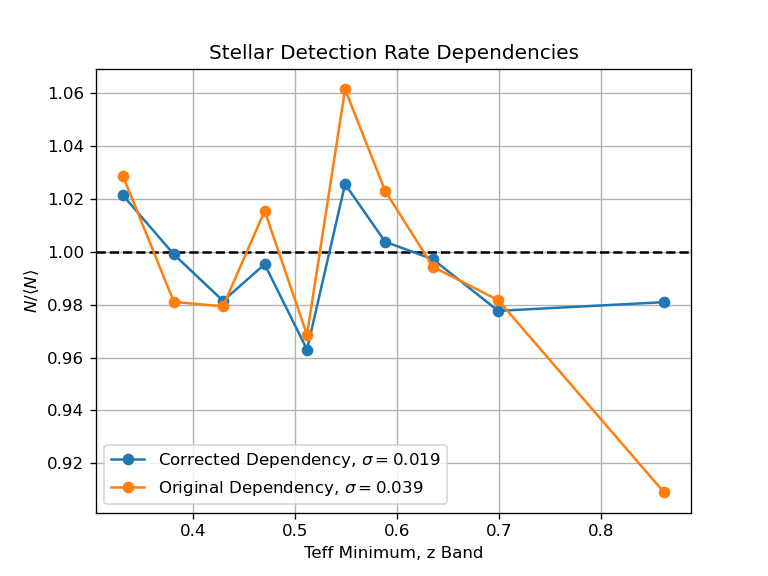 Stellar Detection Rate Dependencies
N/⟨N⟩
1.06
1.04
1.02
1.00
0.98
0.96
0.94
0.92
Corrected Dependency, σ = 0.019
Original Dependency, σ = 0.039
0.4 0.5 0.6 0.7 0.8
Teff Minimum, z Band